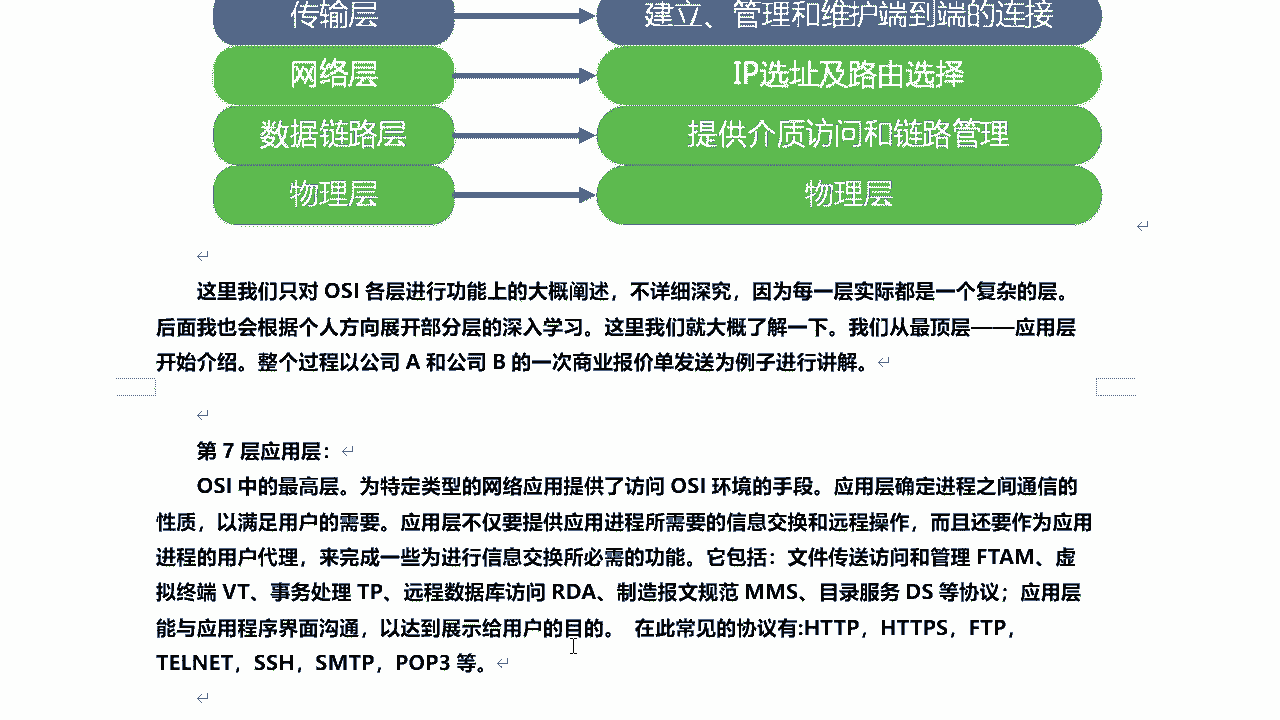 传输层 建立、管理和维护端到端的连接
网络层 IP选址及路由选择
数据链路层 提供介质访问和链路管理
物理层 物理层
这里我们只对 OSI 各层进行功能上的大概阐述，不详细深究，因为每一层实际都是一个复杂的层。
后面我也会根据个人方向展开部分层的深入学习。这里我们就大概了解一下。我们从最顶层——应用层
开始介绍。整个过程以公司 A 和公司 B 的一次商业报价单发送为例子进行讲解。
第 7 层应用层：
OSI 中的最高层。为特定类型的网络应用提供了访问 OSI 环境的手段。应用层确定进程之间通信的
性质，以满足用户的需要。应用层不仅要提供应用进程所需要的信息交换和远程操作，而且还要作为应用
进程的用户代理，来完成一些为进行信息交换所必需的功能。它包括：文件传送访问和管理 FTAM、虚
拟终端 VT、事务处理 TP、远程数据库访问 RDA、制造报文规范 MMS、目录服务 DS 等协议；应用层
能与应用程序界面沟通，以达到展示给用户的目的。 在此常见的协议有:HTTP，HTTPS，FTP，
TELNET，SSH，SMTP，POP3 等。